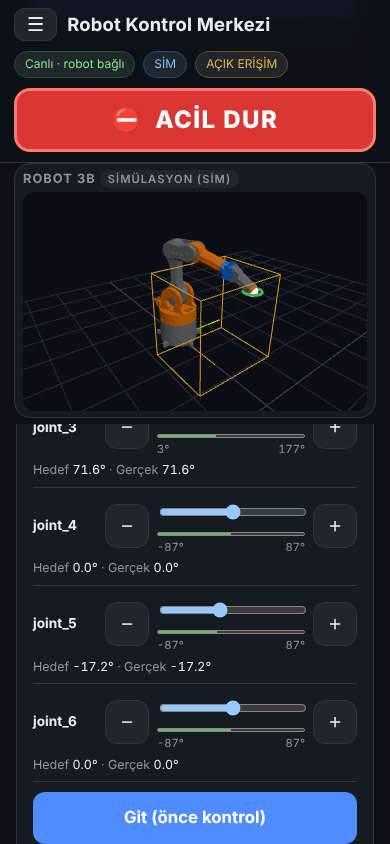 ☰ Robot Kontrol Merkezi
Canlı · robot bağlı SİM AÇIK ERİŞİM
⛔ ACİL DUR
ROBOT 3B SİMÜLASYON (SİM)
joint_3 − +
3° 177°
Hedef 71.6° · Gerçek 71.6°
joint_4 − +
-87° 87°
Hedef 0.0° · Gerçek 0.0°
joint_5 − +
-87° 87°
Hedef -17.2° · Gerçek -17.2°
joint_6 − +
-87° 87°
Hedef 0.0° · Gerçek 0.0°
Git (önce kontrol)